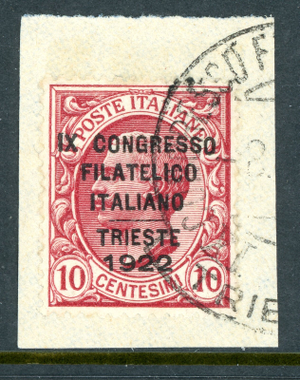 POSTE ITALIANE
IX CONGRESSO
FILATELICO
ITALIANO
TRIESTE
1922
10 CENTESIMI 10